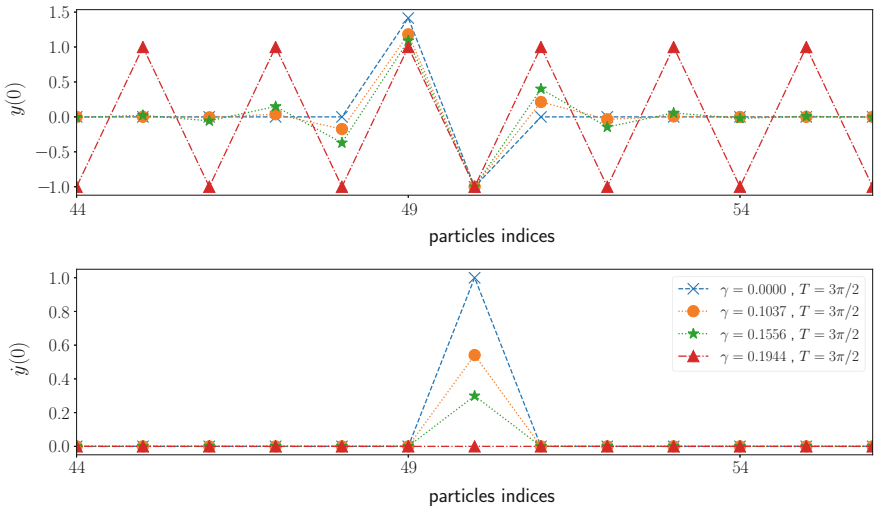 1.5
1.0
0.5
0.0
−0.5
−1.0
y(0)
44
49
54
particles indices
1.0
0.8
0.6
0.4
0.2
0.0
ẏ(0)
γ = 0.0000 , T = 3π/2
γ = 0.1037 , T = 3π/2
γ = 0.1556 , T = 3π/2
γ = 0.1944 , T = 3π/2
44
49
54
particles indices